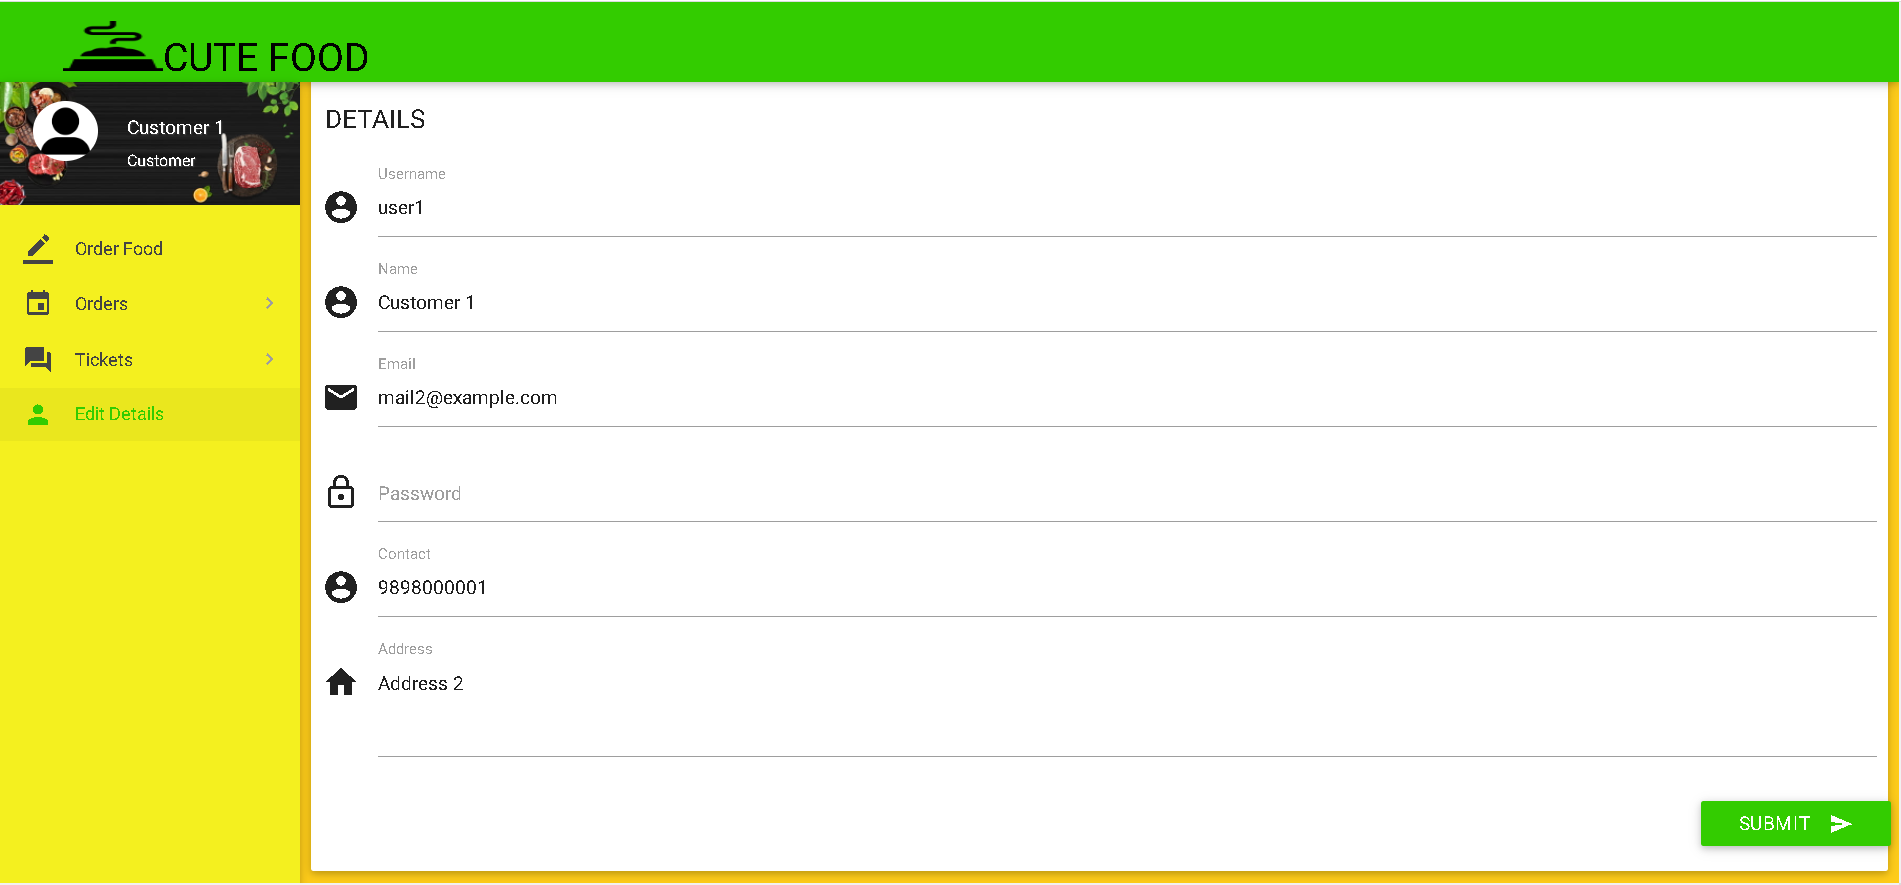 CUTE FOOD
Customer 1
Customer
Order Food
Orders
Tickets
Edit Details
DETAILS
Username
user1
Name
Customer 1
Email
mail2@example.com
Password
Contact
9898000001
Address
Address 2
SUBMIT